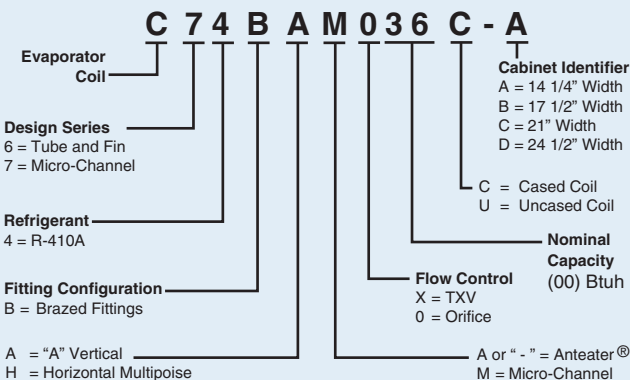 C 7 4 B A M 0 3 6 C - A
Evaporator
Coil
Design Series
6 = Tube and Fin
7 = Micro-Channel
Refrigerant
4 = R-410A
Fitting Configuration
B = Brazed Fittings
A = “A” Vertical
H = Horizontal Multipoise
Cabinet Identifier
A = 14 1/4” Width
B = 17 1/2” Width
C = 21” Width
D = 24 1/2” Width
C = Cased Coil
U = Uncased Coil
Nominal
Capacity
(00) Btuh
Flow Control
X = TXV
0 = Orifice
A or “ - ” = Anteater®
M = Micro-Channel